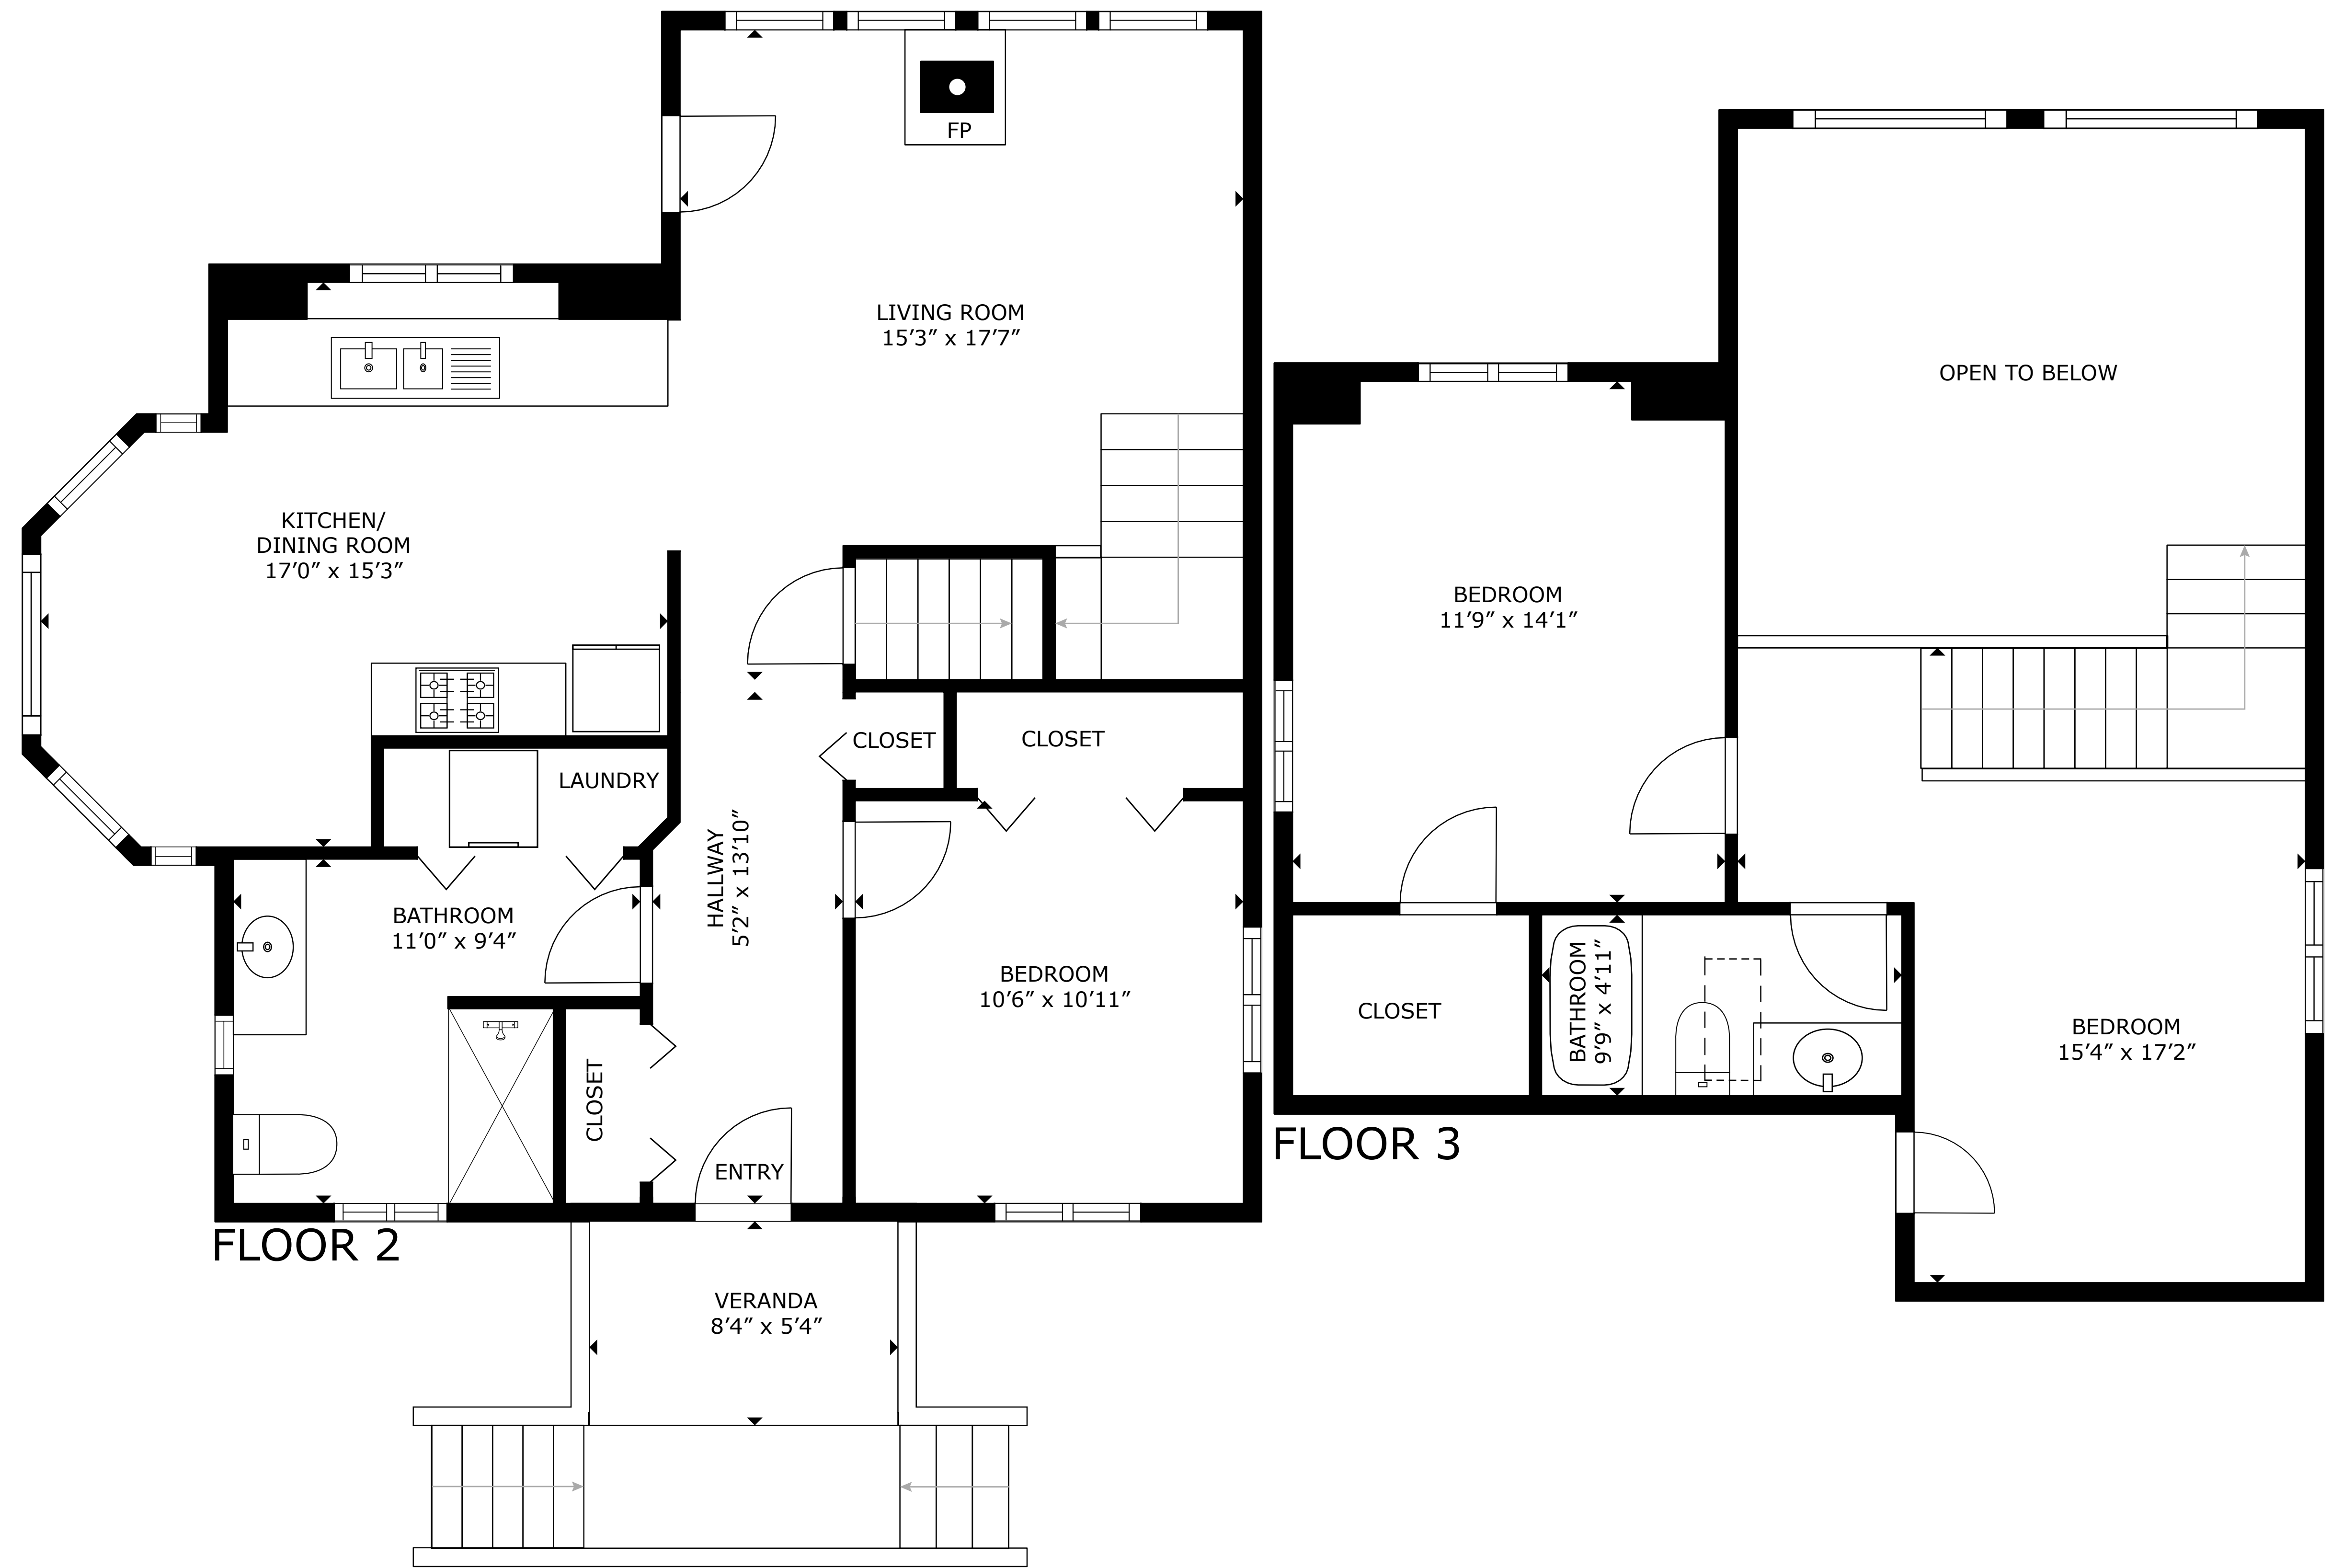 FP
LIVING ROOM
15’3” x 17’7”
KITCHEN/
DINING ROOM
17’0” x 15’3”
CLOSET
CLOSET
LAUNDRY
HALLWAY
5’2” x 13’10”
BATHROOM
11’0” x 9’4”
BEDROOM
10’6” x 10’11”
CLOSET
ENTRY
FLOOR 2
VERANDA
8’4” x 5’4”
OPEN TO BELOW
BEDROOM
11’9” x 14’1”
CLOSET
BATHROOM
9’9” x 4’11”
BEDROOM
15’4” x 17’2”
FLOOR 3